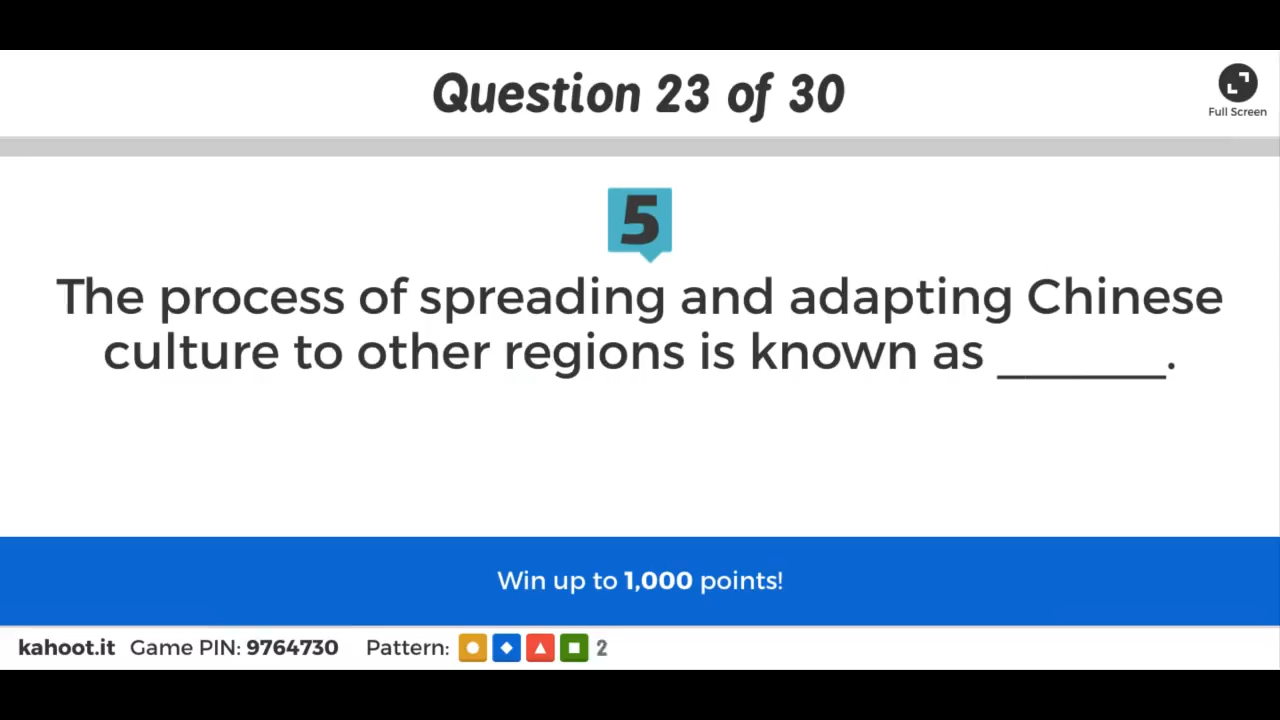 Question 23 of 30
Full Screen
5
The process of spreading and adapting Chinese
culture to other regions is known as _______.
Win up to 1,000 points!
kahoot.it Game PIN: 9764730 Pattern: 2